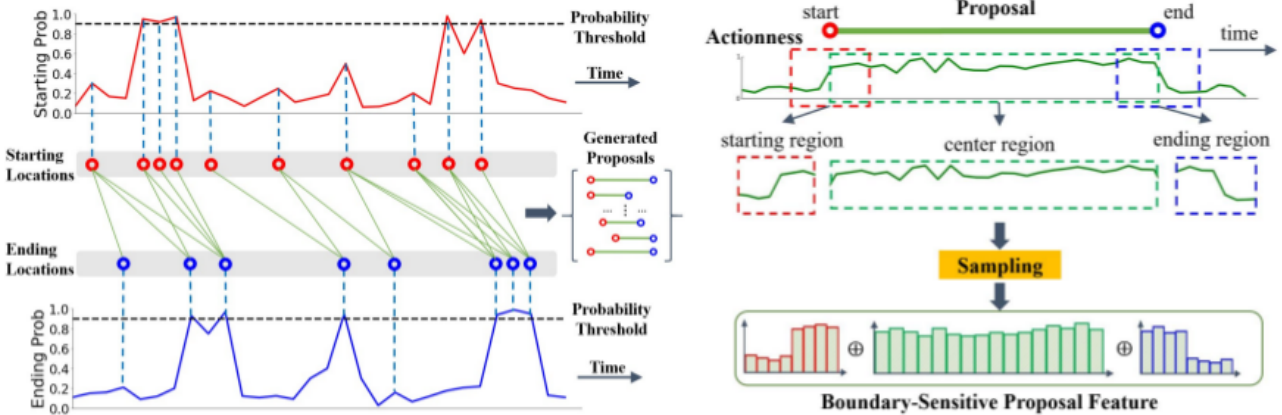 Starting Prob
1.0
0.8
0.6
0.4
0.2
0.0
Probability
Threshold
Time
Starting
Locations
Generated
Proposals
...
...
Ending
Locations
Ending Prob
1.0
0.8
0.6
0.4
0.2
0.0
Probability
Threshold
Time
Proposal
start
end
Actionness
time
1
0
starting region
center region
ending region
Sampling
⊕
⊕
Boundary-Sensitive Proposal Feature